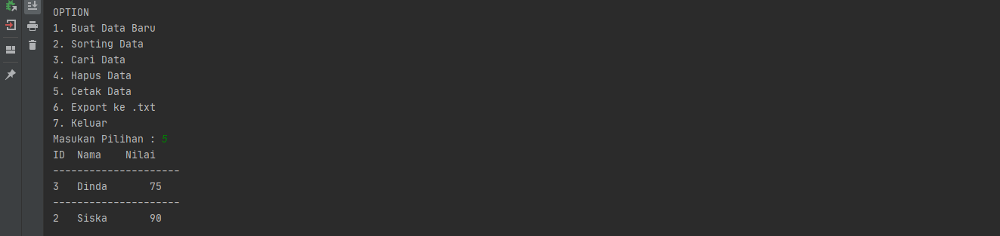 OPTION
1. Buat Data Baru
2. Sorting Data
3. Cari Data
4. Hapus Data
5. Cetak Data
6. Export ke .txt
7. Keluar
Masukan Pilihan : 5
ID  Nama    Nilai
---------------------
3   Dinda       75
---------------------
2   Siska       90